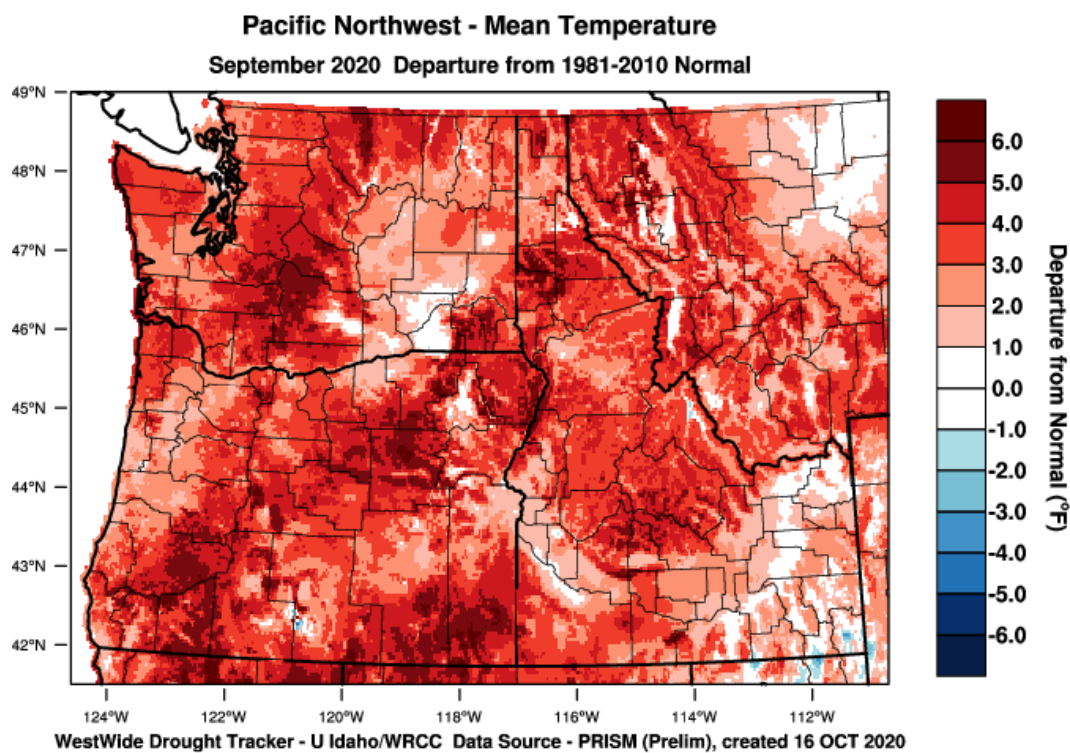 Pacific Northwest - Mean Temperature
September 2020 Departure from 1981-2010 Normal
49°N
48°N
47°N
46°N
45°N
44°N
43°N
42°N
124°W 122°W 120°W 118°W 116°W 114°W 112°W
6.0
5.0
4.0
3.0
2.0
1.0
0.0
-1.0
-2.0
-3.0
-4.0
-5.0
-6.0
Departure from Normal (°F)
WestWide Drought Tracker - U Idaho/WRCC Data Source - PRISM (Prelim), created 16 OCT 2020